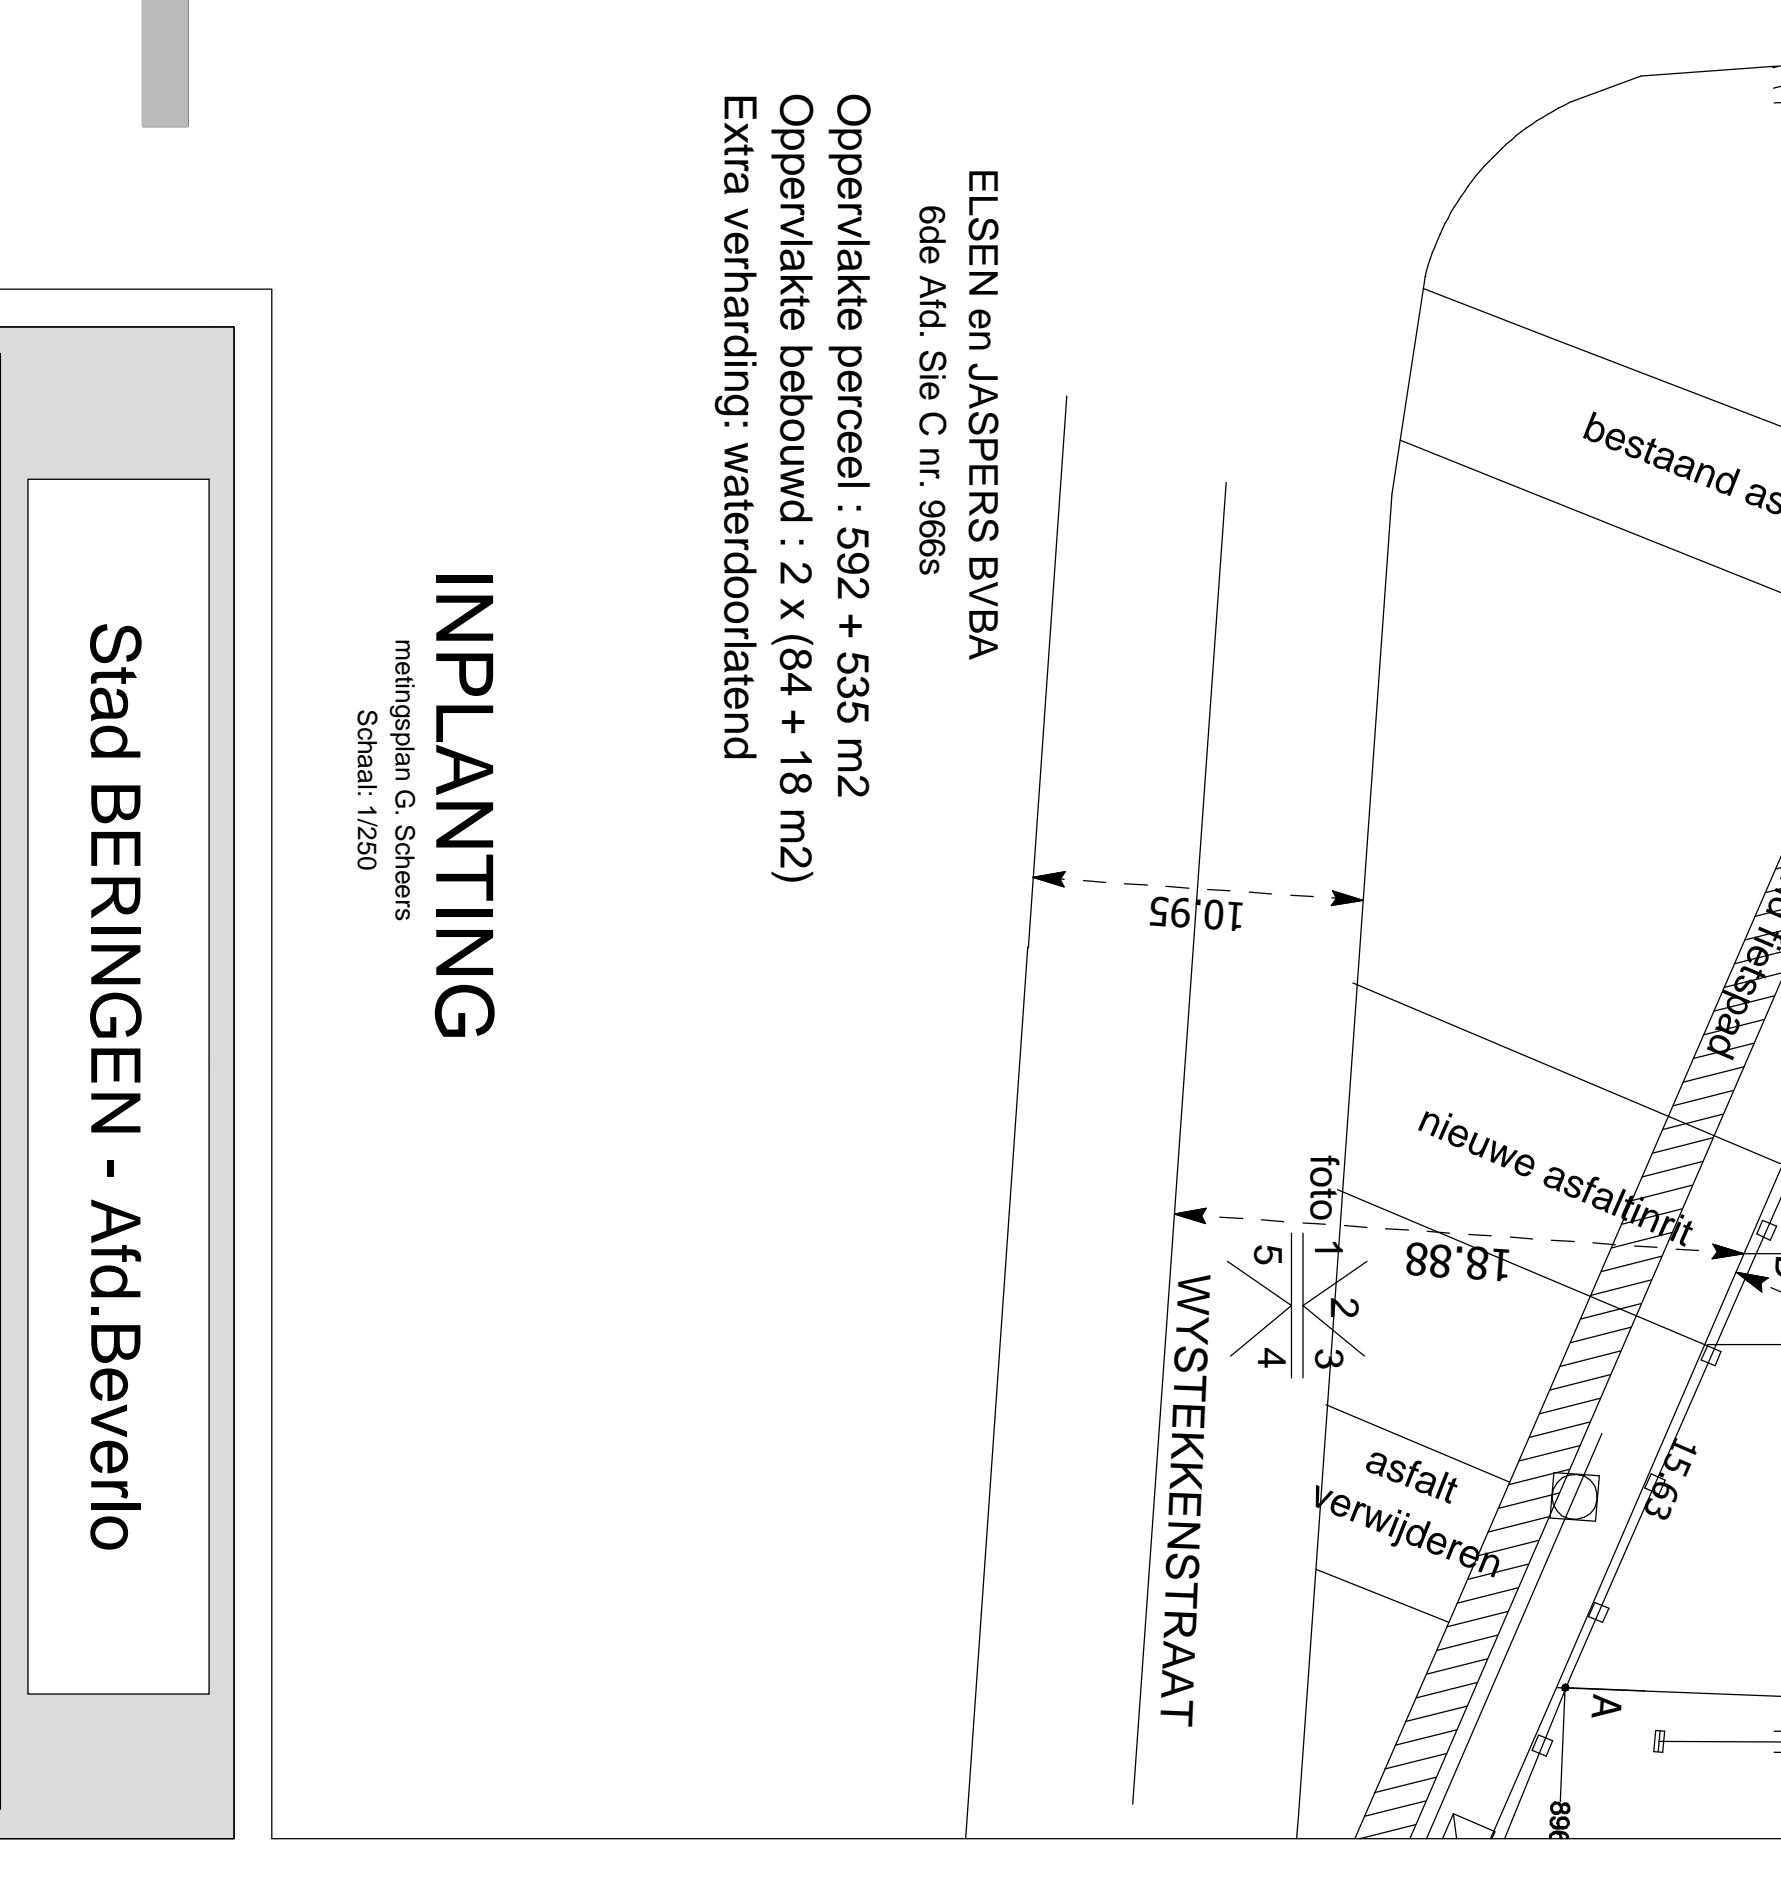 ELSEN en JASPERS BVBA
6de Afd. Sie C nr. 966s
Oppervlakte perceel : 592 + 535 m2
Oppervlakte bebouwd : 2 x (84 + 18 m2)
Extra verharding: waterdoorlatend
INPLANTING
metingsplan G. Scheers
Schaal: 1/250
Stad BERINGEN - Afd.Beverlo
bestaand
fietspad
10.95
nieuwe asfaltinrit
foto 1
2
3
4
5
18.88
WYSTEKKENSTRAAT
asfalt
verwijderen
15.63
A